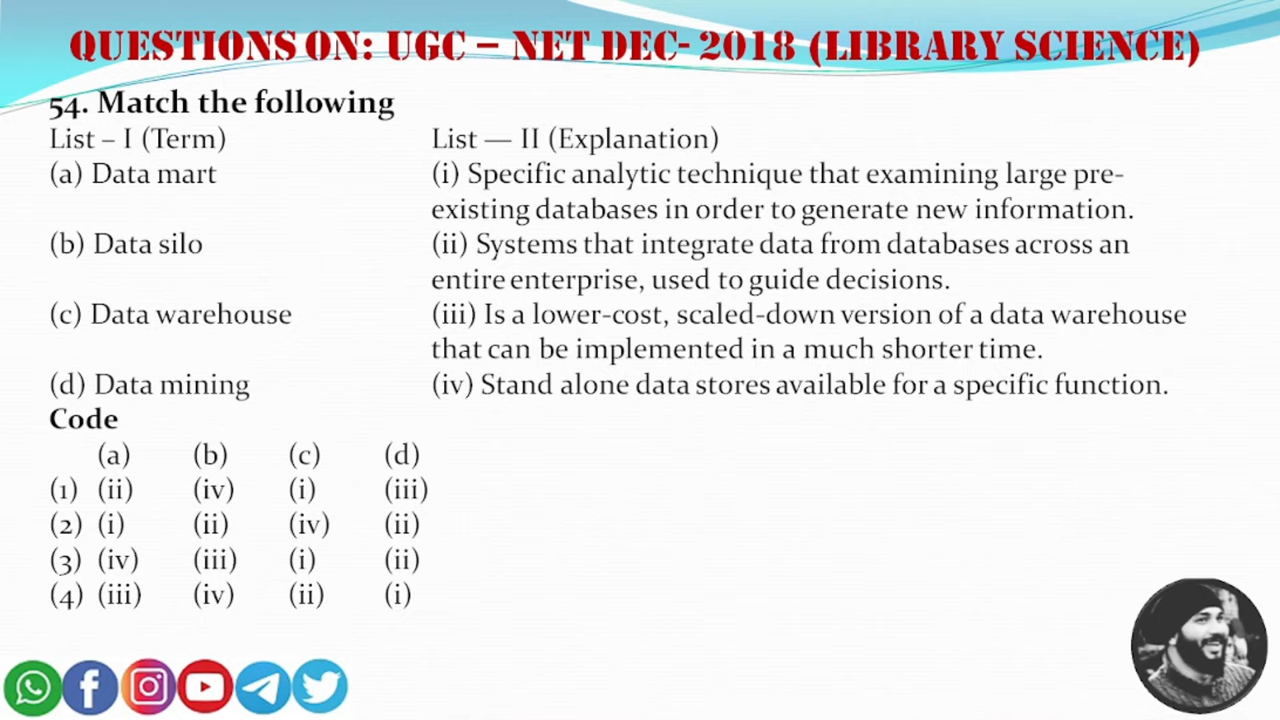 QUESTIONS ON: UGC – NET DEC- 2018 (LIBRARY SCIENCE)
54. Match the following
List – I (Term) List — II (Explanation)
(a) Data mart (i) Specific analytic technique that examining large pre-
existing databases in order to generate new information.
(b) Data silo (ii) Systems that integrate data from databases across an
entire enterprise, used to guide decisions.
(c) Data warehouse (iii) Is a lower-cost, scaled-down version of a data warehouse
that can be implemented in a much shorter time.
(d) Data mining (iv) Stand alone data stores available for a specific function.
Code
(a) (b) (c) (d)
(1) (ii) (iv) (i) (iii)
(2) (i) (ii) (iv) (ii)
(3) (iv) (iii) (i) (ii)
(4) (iii) (iv) (ii) (i)